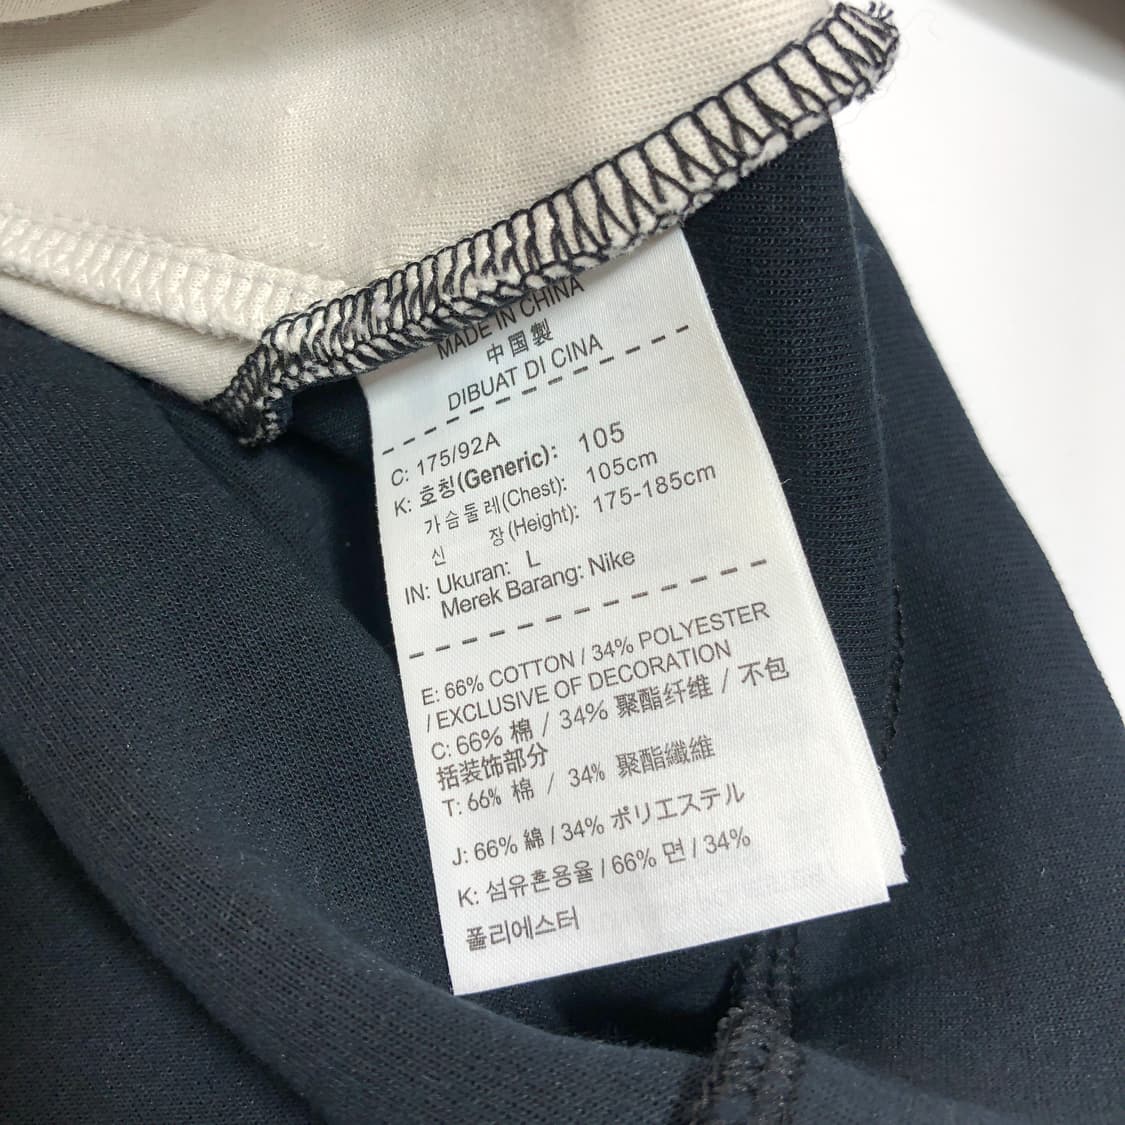 MADE IN CHINA
中国製
DIBUAT DI CINA
C: 175/92A
K: 호칭(Generic): 105
가슴둘레(Chest): 105cm
신 장(Height): 175-185cm
IN: Ukuran: L
Merek Barang: Nike
E: 66% COTTON / 34% POLYESTER
/ EXCLUSIVE OF DECORATION
C: 66% 棉 / 34% 聚酯纤维 / 不包
括装饰部分
T: 66% 棉 / 34% 聚酯纖維
J: 66% 綿 / 34% ポリエステル
K: 섬유혼용율 / 66% 면 / 34%
폴리에스터